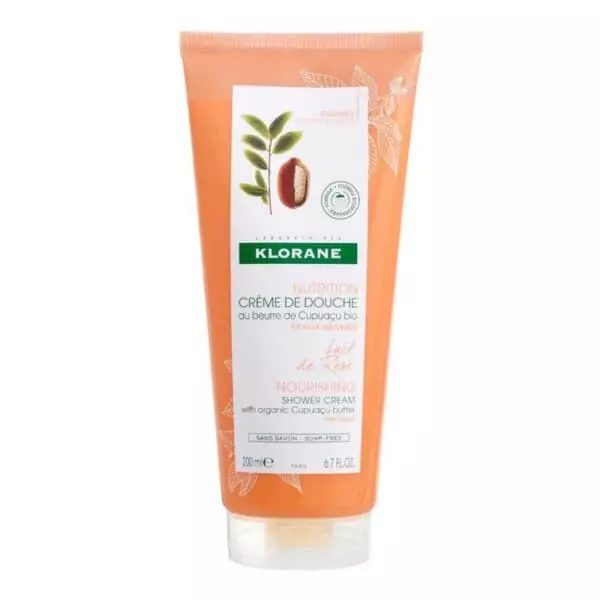 LABORATOIRES
KLORANE
NUTRITION
CRÈME DE DOUCHE
au beurre de Cupuaçu bio
Lait
de Rose
NOURISHING
SHOWER CREAM
with organic Cupuaçu butter
SANS SAVON - SOAP-FREE
200 ml℮
6.7 FL.OZ.